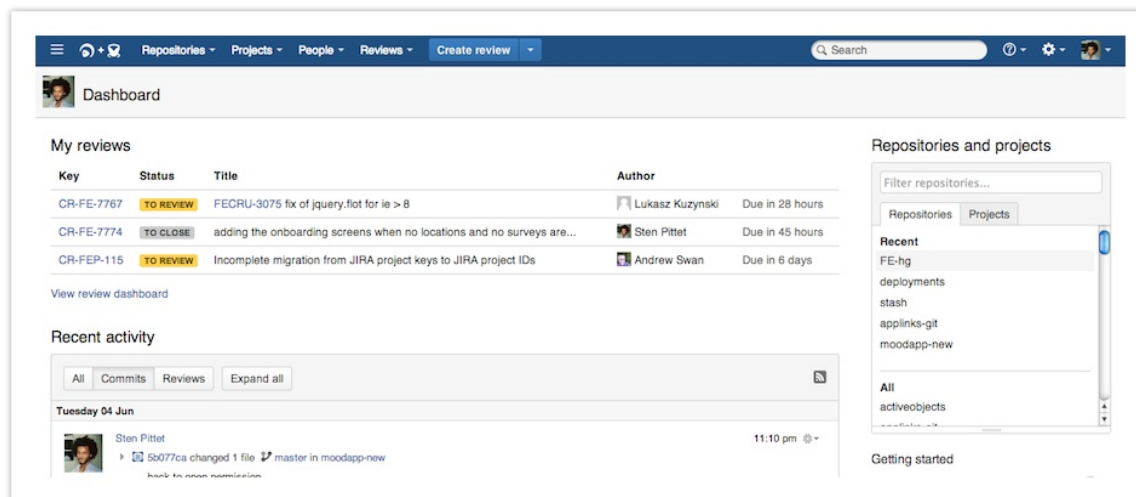 Repositories Projects People Reviews Create review Search
Dashboard
My reviews
Key Status Title Author
CR-FE-7767 TO REVIEW FECRU-3075 fix of jquery.flot for ie > 8 Lukasz Kuzynski Due in 28 hours
CR-FE-7774 TO CLOSE adding the onboarding screens when no locations and no surveys are... Sten Pittet Due in 45 hours
CR-FEP-115 TO REVIEW Incomplete migration from JIRA project keys to JIRA project IDs Andrew Swan Due in 6 days
View review dashboard
Recent activity
All Commits Reviews Expand all
Tuesday 04 Jun
Sten Pittet 11:10 pm
5b077ca changed 1 file master in moodapp-new
back to open permission
Repositories and projects
Filter repositories...
Repositories Projects
Recent
FE-hg
deployments
stash
applinks-git
moodapp-new
All
activeobjects
Getting started